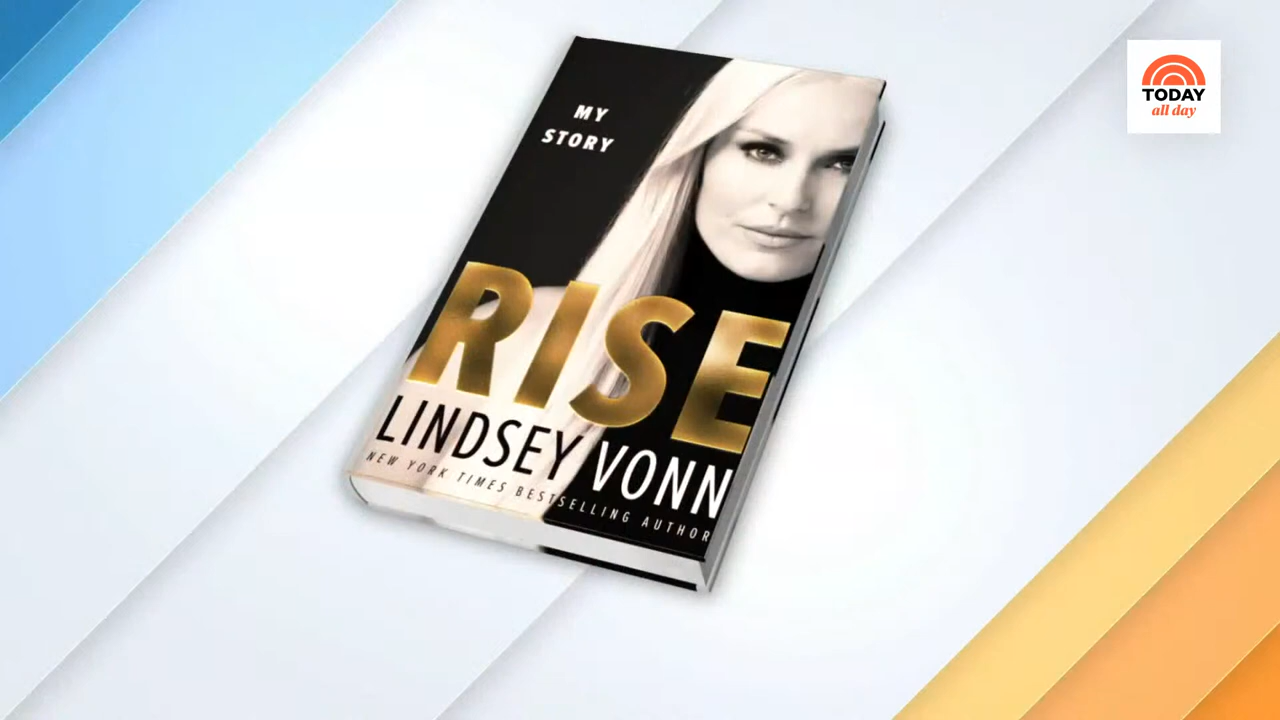 MY
STORY
RISE
LINDSEY VONN
NEW YORK TIMES BESTSELLING AUTHOR
TODAY
all day